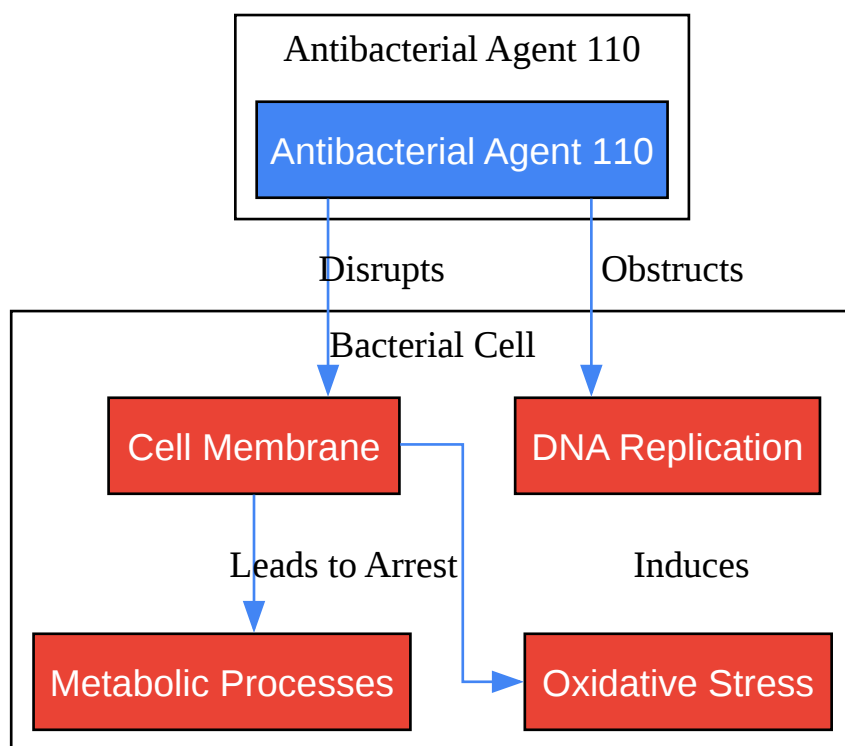 Antibacterial Agent 110
Antibacterial Agent 110
Disrupts
Obstructs
Bacterial Cell
Cell Membrane
DNA Replication
Leads to Arrest
Induces
Metabolic Processes
Oxidative Stress